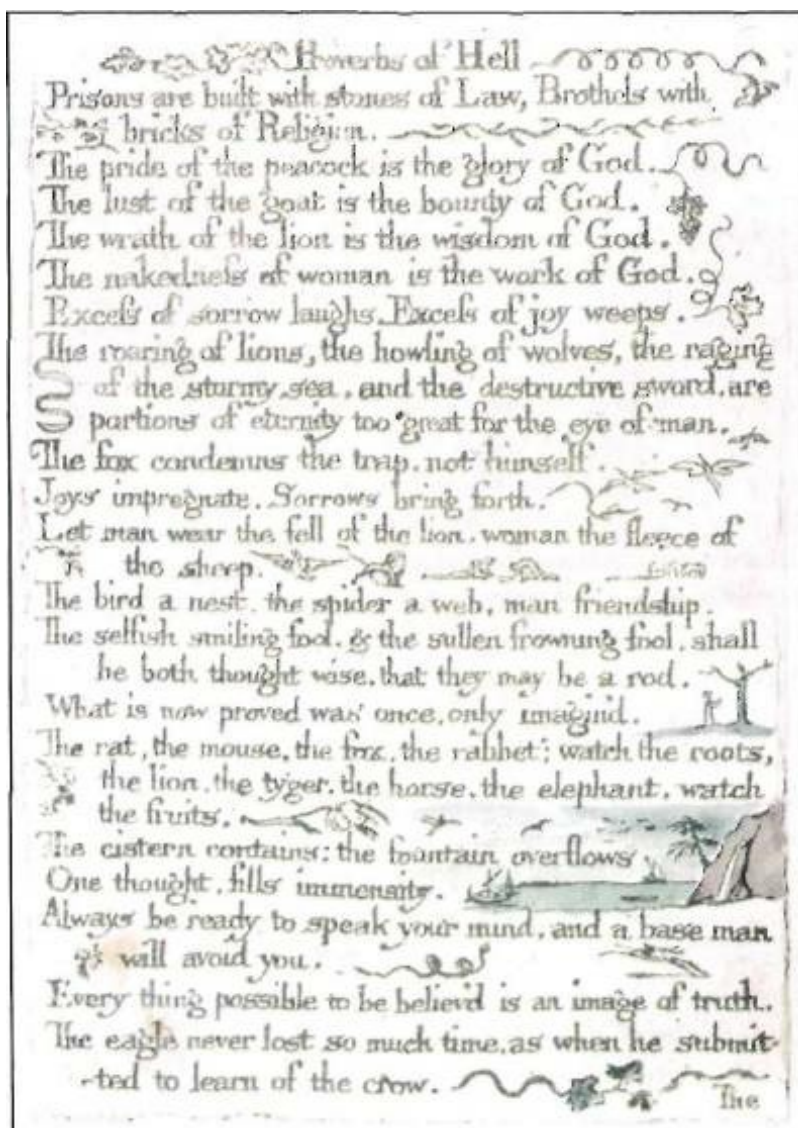 Proverbs of Hell
Prisons are built with stones of Law, Brothels with
bricks of Religion.
The pride of the peacock is the glory of God.
The lust of the goat is the bounty of God.
The wrath of the lion is the wisdom of God.
The nakedneſs of woman is the work of God.
Exceſs of sorrow laughs. Exceſs of joy weeps.
The roaring of lions, the howling of wolves, the raging
of the stormy sea, and the destructive sword, are
portions of eternity too great for the eye of man.
The fox condemns the trap, not himself.
Joys impregnate. Sorrows bring forth.
Let man wear the fell of the lion, woman the fleece of
the sheep.
The bird a nest, the spider a web, man friendship.
The selfish smiling fool, & the sullen frowning fool, shall
be both thought wise, that they may be a rod.
What is now proved was once, only imagin'd.
The rat, the mouse, the fox, the rabbet; watch the roots,
the lion, the tyger, the horse, the elephant, watch
the fruits.
The cistern contains; the fountain overflows
One thought, fills immensity.
Always be ready to speak your mind, and a base man
will avoid you.
Every thing possible to be believ'd is an image of truth.
The eagle never lost so much time, as when he submit-
-ted to learn of the crow.
The